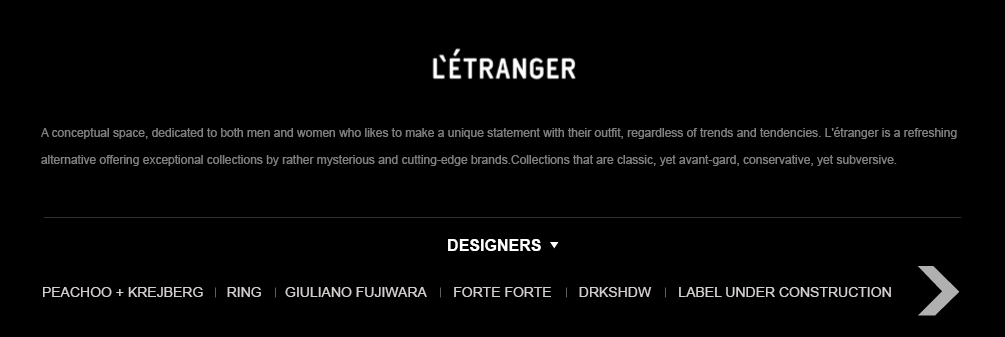 L'ÉTRANGER
A conceptual space, dedicated to both men and women who likes to make a unique statement with their outfit, regardless of trends and tendencies. L'étranger is a refreshing
alternative offering exceptional collections by rather mysterious and cutting-edge brands.Collections that are classic, yet avant-gard, conservative, yet subversive.
DESIGNERS ▼
PEACHOO + KREJBERG | RING | GIULIANO FUJIWARA | FORTE FORTE | DRKSHDW | LABEL UNDER CONSTRUCTION